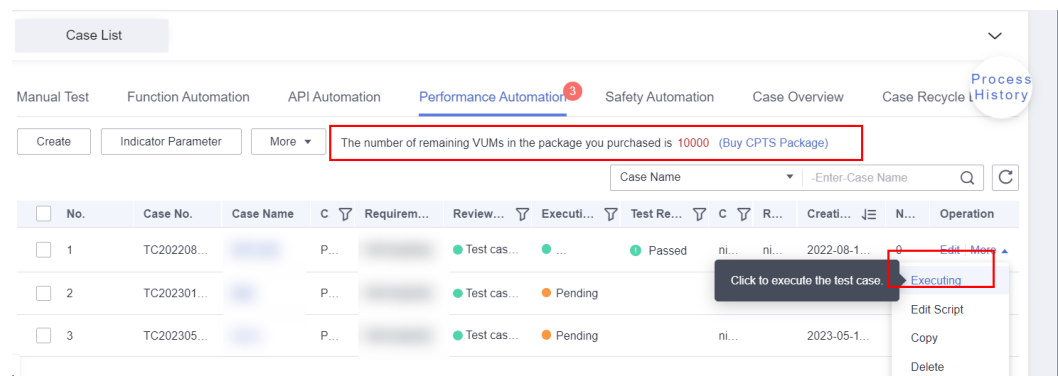 Case List
Process
History
Manual Test Function Automation API Automation Performance Automation 3 Safety Automation Case Overview Case Recycle
Create Indicator Parameter More The number of remaining VUMs in the package you purchased is 10000 (Buy CPTS Package)
Case Name -Enter-Case Name
No. Case No. Case Name C Requirem... Review... Executi... Test Re... C R... Creati... N... Operation
1 TC202208... P... Test cas... ... Passed ni... ni... 2022-08-1... 0 Edit More
Click to execute the test case. Executing
2 TC202301... P... Test cas... Pending
Edit Script
3 TC202305... P... Test cas... Pending ni... 2023-05-1... Copy
Delete